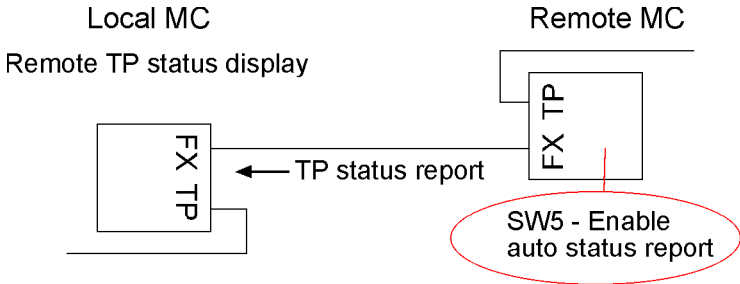 Local MC
Remote MC
Remote TP status display
FX TP
FX TP
TP status report
SW5 - Enable
auto status report